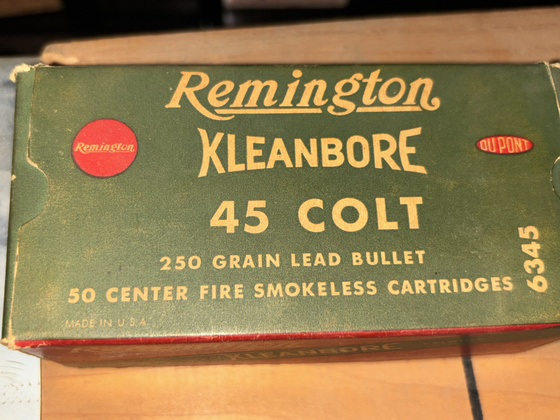 Remington
KLEANBORE
Remington
DU PONT
45 COLT
250 GRAIN LEAD BULLET
50 CENTER FIRE SMOKELESS CARTRIDGES
6345
MADE IN U.S.A.
KLEANBORE